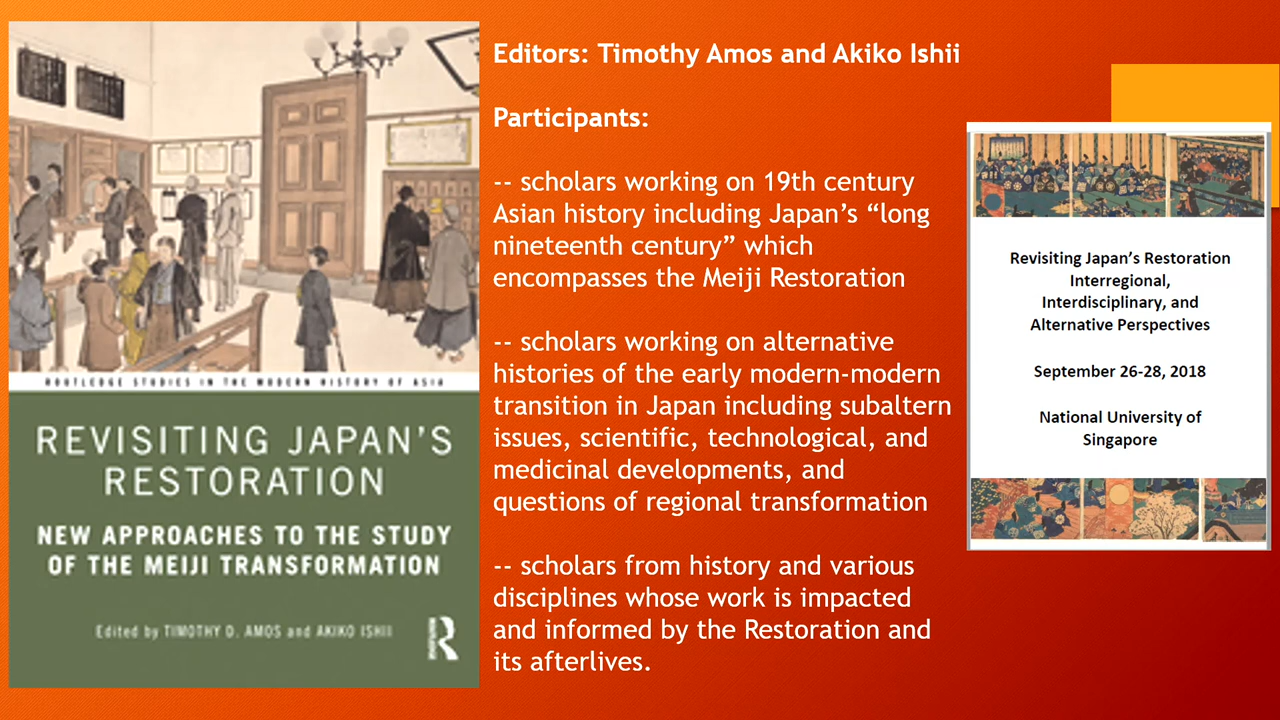 ROUTLEDGE STUDIES IN THE MODERN HISTORY OF ASIA
REVISITING JAPAN'S
RESTORATION
NEW APPROACHES TO THE STUDY
OF THE MEIJI TRANSFORMATION
Edited by TIMOTHY D. AMOS and AKIKO ISHII
Editors: Timothy Amos and Akiko Ishii
Participants:
-- scholars working on 19th century
Asian history including Japan’s “long
nineteenth century” which
encompasses the Meiji Restoration
-- scholars working on alternative
histories of the early modern-modern
transition in Japan including subaltern
issues, scientific, technological, and
medicinal developments, and
questions of regional transformation
-- scholars from history and various
disciplines whose work is impacted
and informed by the Restoration and
its afterlives.
Revisiting Japan’s Restoration
Interregional,
Interdisciplinary, and
Alternative Perspectives
September 26-28, 2018
National University of
Singapore